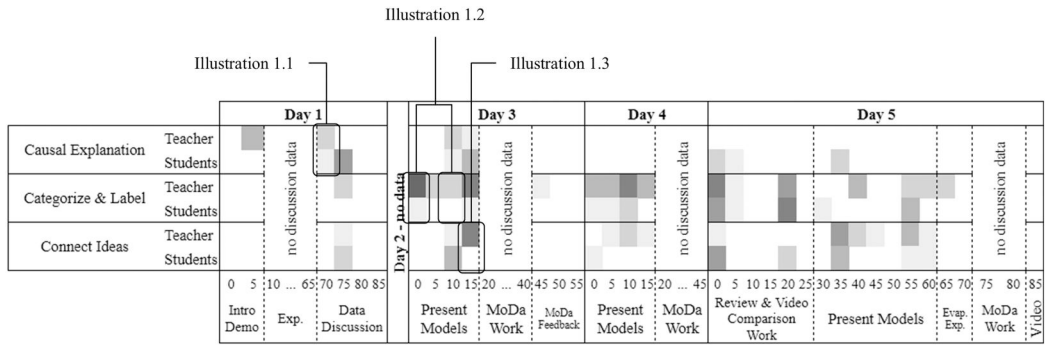 Illustration 1.2
Illustration 1.1
Illustration 1.3
Day 1
Day 3
Day 4
Day 5
Causal Explanation
Teacher
Students
Categorize & Label
Teacher
Students
Connect Ideas
Teacher
Students
no discussion data
Day 2 - no data
no discussion data
no discussion data
no discussion data
0 5 10 ... 65 70 75 80 85
0 5 10 15 20 ... 40 45 50 55
0 5 10 15 20 ... 45
0 5 10 15 20 25 30 35 40 45 50 55 60 65 70 75 80 85
Intro
Demo
Exp.
Data
Discussion
Present
Models
MoDa
Work
MoDa
Feedback
Present
Models
MoDa
Work
Review & Video
Comparison
Work
Present Models
Evap.
Exp.
MoDa
Work
Video